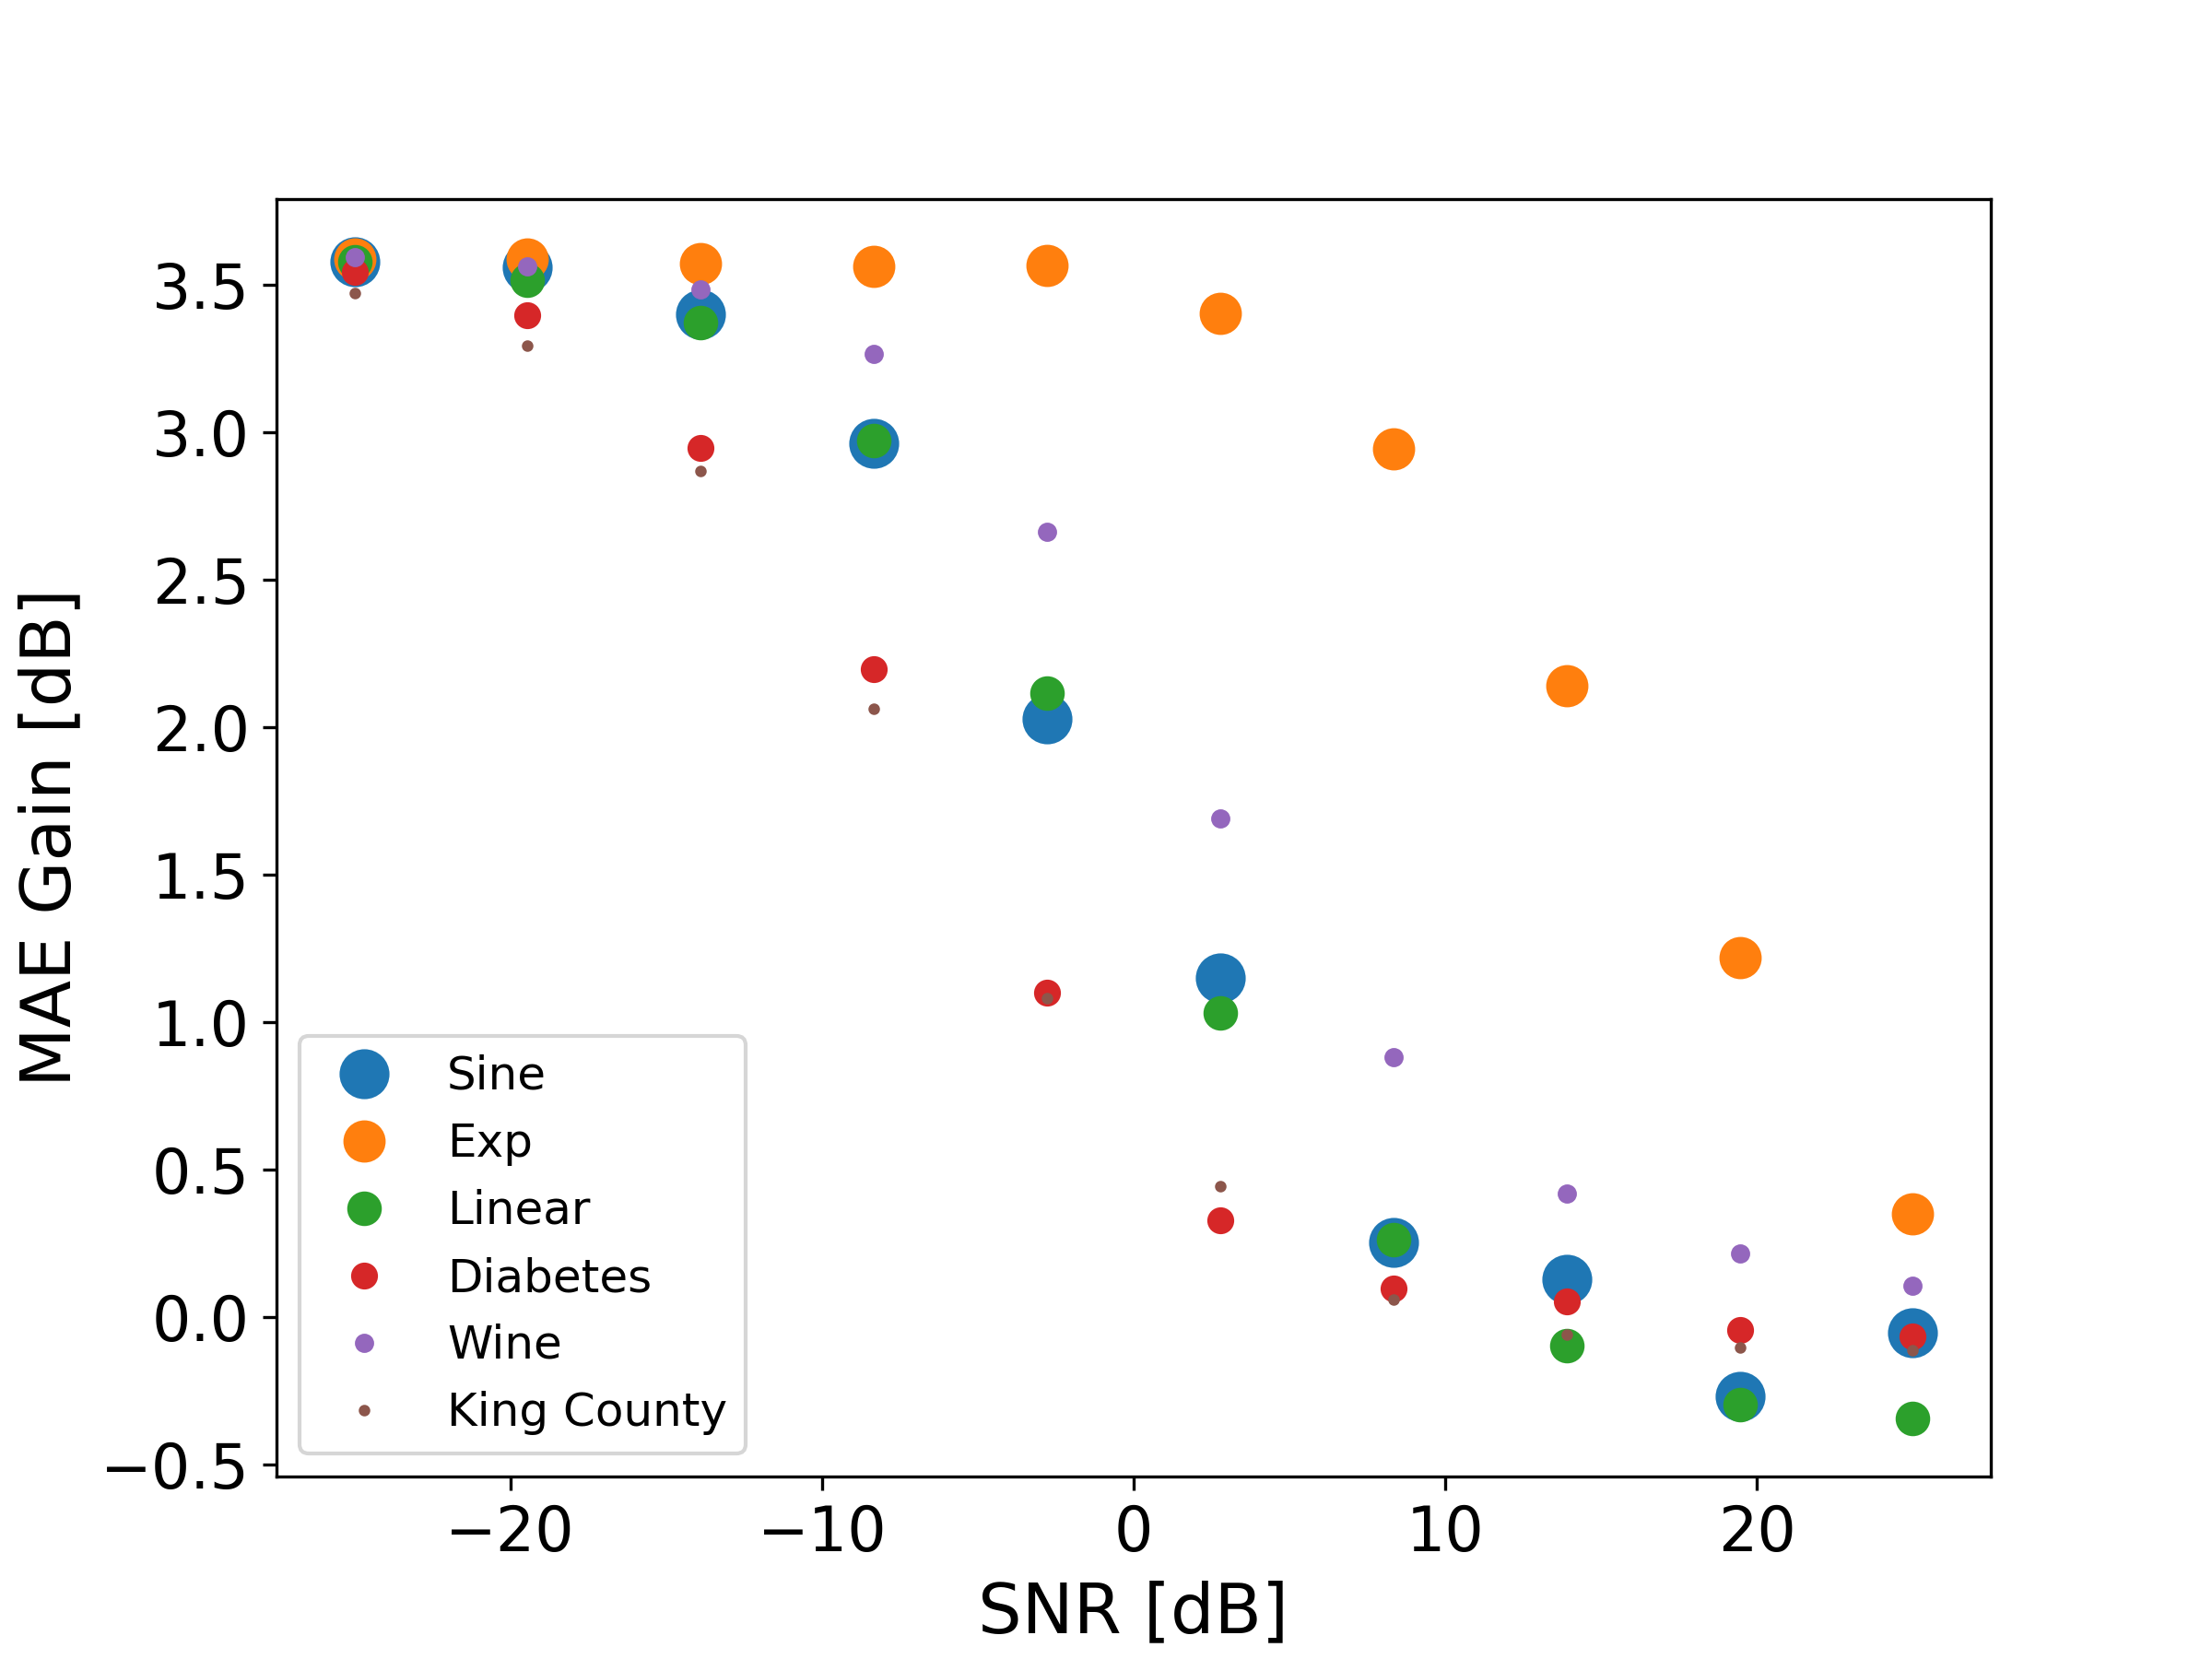 MAE Gain [dB]
3.5
3.0
2.5
2.0
1.5
1.0
0.5
0.0
−0.5
Sine
Exp
Linear
Diabetes
Wine
King County
−20 −10 0 10 20
SNR [dB]